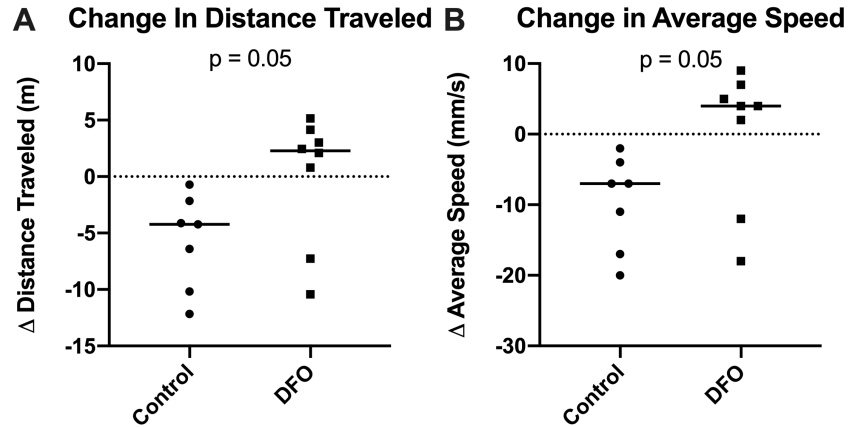 A
Change In Distance Traveled
p = 0.05
Δ Distance Traveled (m)
10
5
0
-5
-10
-15
Control
DFO
B
Change in Average Speed
p = 0.05
Δ Average Speed (mm/s)
10
0
-10
-20
-30
Control
DFO